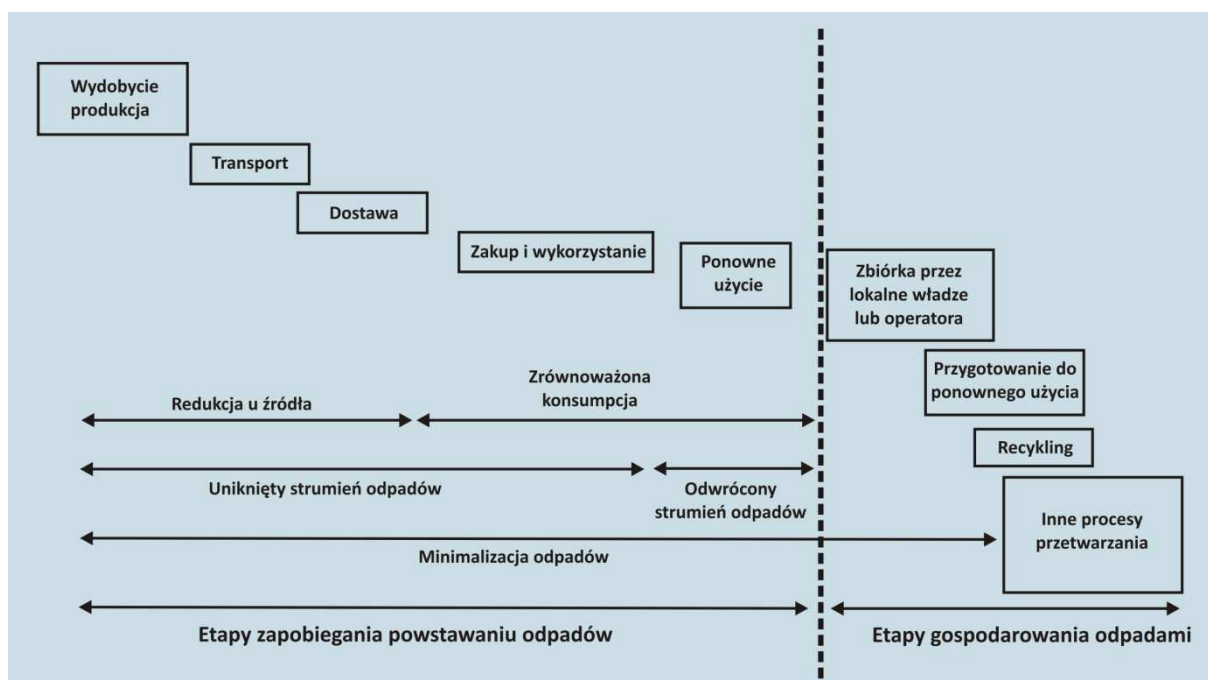 Wydobycie
produkcja
Transport
Dostawa
Zakup i wykorzystanie
Ponowne
użycie
Zbiórka przez
lokalne władze
lub operatora
Przygotowanie do
ponownego użycia
Recykling
Inne procesy
przetwarzania
Redukcja u źródła
Zrównoważona
konsumpcja
Uniknięty strumień odpadów
Odwrócony
strumień odpadów
Minimalizacja odpadów
Etapy zapobiegania powstawaniu odpadów
Etapy gospodarowania odpadami